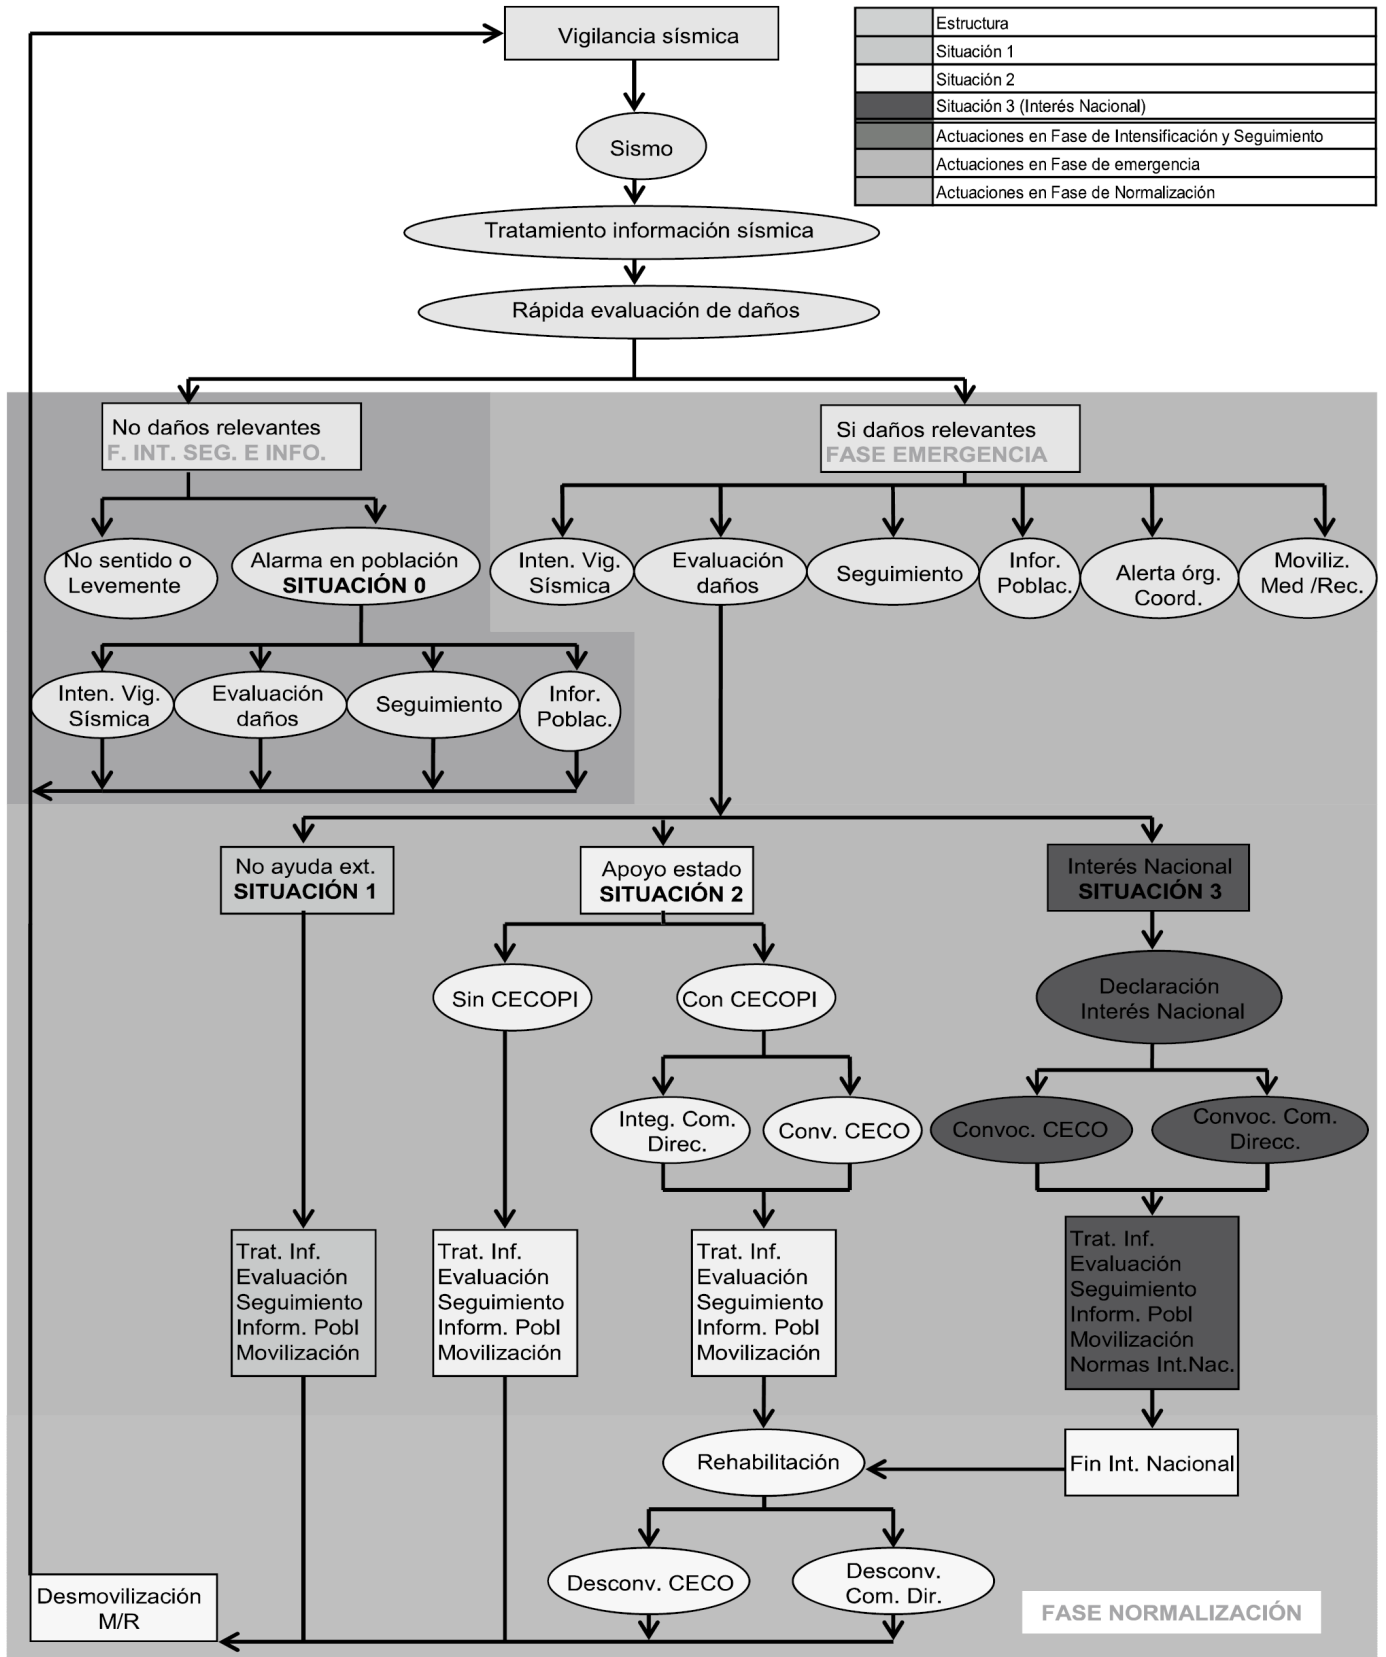 Vigilancia sísmica
Estructura
Situación 1
Situación 2
Situación 3 (Interés Nacional)
Actuaciones en Fase de Intensificación y Seguimiento
Actuaciones en Fase de emergencia
Actuaciones en Fase de Normalización
Sismo
Tratamiento información sísmica
Rápida evaluación de daños
No daños relevantes
F. INT. SEG. E INFO.
Si daños relevantes
FASE EMERGENCIA
No sentido o
Levemente
Alarma en población
SITUACIÓN 0
Inten. Vig.
Sísmica
Evaluación
daños
Seguimiento
Infor.
Poblac.
Alerta órg.
Coord.
Moviliz.
Med /Rec.
Inten. Vig.
Sísmica
Evaluación
daños
Seguimiento
Infor.
Poblac.
No ayuda ext.
SITUACIÓN 1
Apoyo estado
SITUACIÓN 2
Interés Nacional
SITUACIÓN 3
Sin CECOPI
Con CECOPI
Declaración
Interés Nacional
Integ. Com.
Direc.
Conv. CECO
Convoc. CECO
Convoc. Com.
Direcc.
Trat. Inf.
Evaluación
Seguimiento
Inform. Pobl
Movilización
Trat. Inf.
Evaluación
Seguimiento
Inform. Pobl
Movilización
Trat. Inf.
Evaluación
Seguimiento
Inform. Pobl
Movilización
Trat. Inf.
Evaluación
Seguimiento
Inform. Pobl
Movilización
Normas Int.Nac.
Rehabilitación
Fin Int. Nacional
Desconv. CECO
Desconv.
Com. Dir.
Desmovilización
M/R
FASE NORMALIZACIÓN